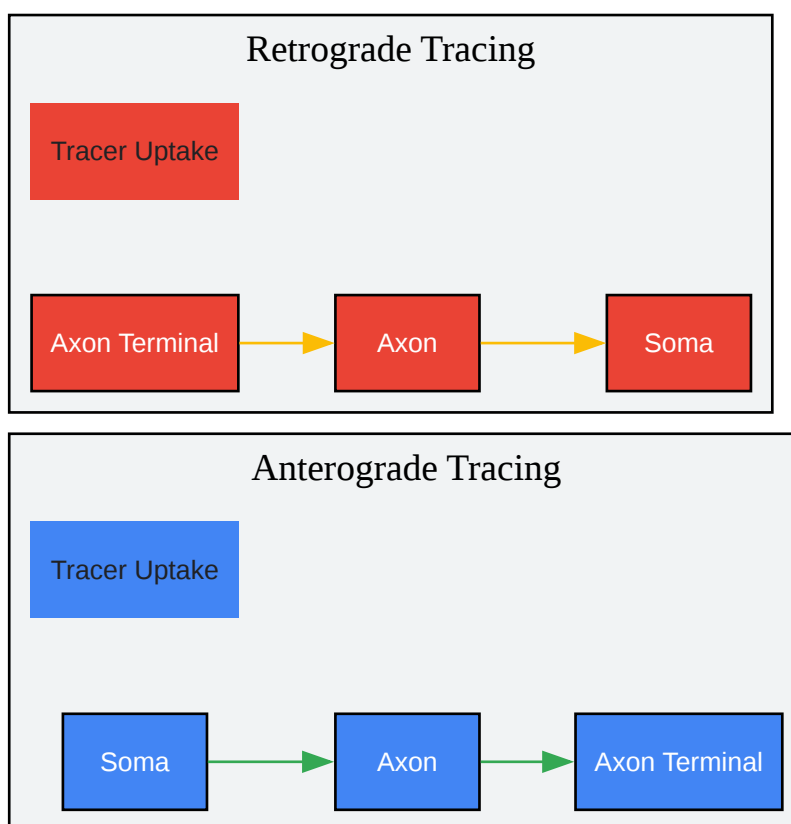 Retrograde Tracing
Tracer Uptake
Axon Terminal
Axon
Soma
Anterograde Tracing
Tracer Uptake
Soma
Axon
Axon Terminal